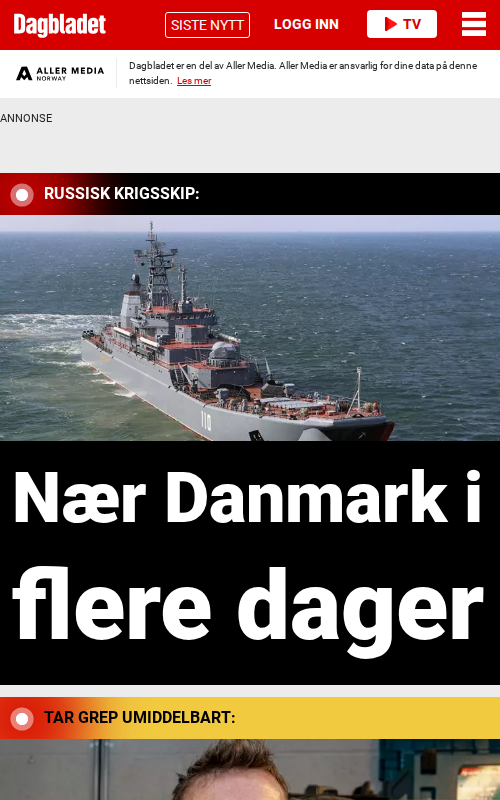 Dagbladet
SISTE NYTT
LOGG INN
TV
ALLER MEDIA
NORWAY
Dagbladet er en del av Aller Media. Aller Media er ansvarlig for dine data på denne
nettsiden. Les mer
ANNONSE
RUSSISK KRIGSSKIP:
110
Nær Danmark i
flere dager
TAR GREP UMIDDELBART: